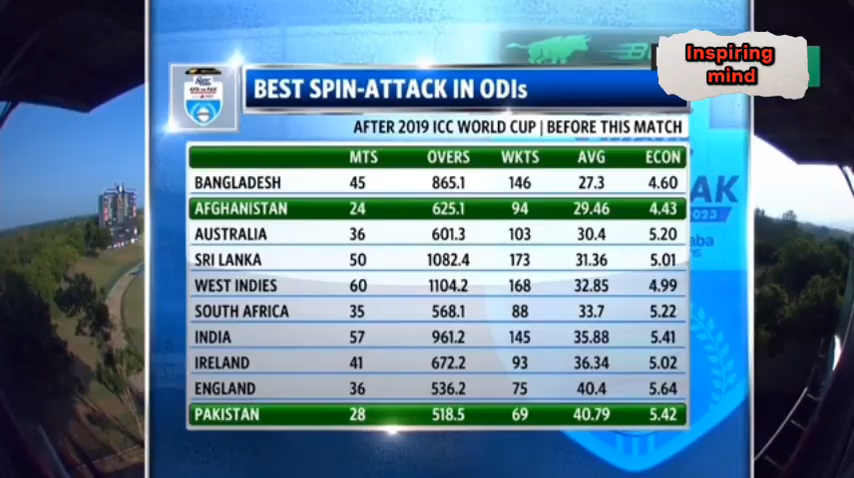 Inspiring
mind
BEST SPIN-ATTACK IN ODIs
AFTER 2019 ICC WORLD CUP | BEFORE THIS MATCH
MTS OVERS WKTS AVG ECON
BANGLADESH 45 865.1 146 27.3 4.60
AFGHANISTAN 24 625.1 94 29.46 4.43
AUSTRALIA 36 601.3 103 30.4 5.20
SRI LANKA 50 1082.4 173 31.36 5.01
WEST INDIES 60 1104.2 168 32.85 4.99
SOUTH AFRICA 35 568.1 88 33.7 5.22
INDIA 57 961.2 145 35.88 5.41
IRELAND 41 672.2 93 36.34 5.02
ENGLAND 36 536.2 75 40.4 5.64
PAKISTAN 28 518.5 69 40.79 5.42
AK
2023